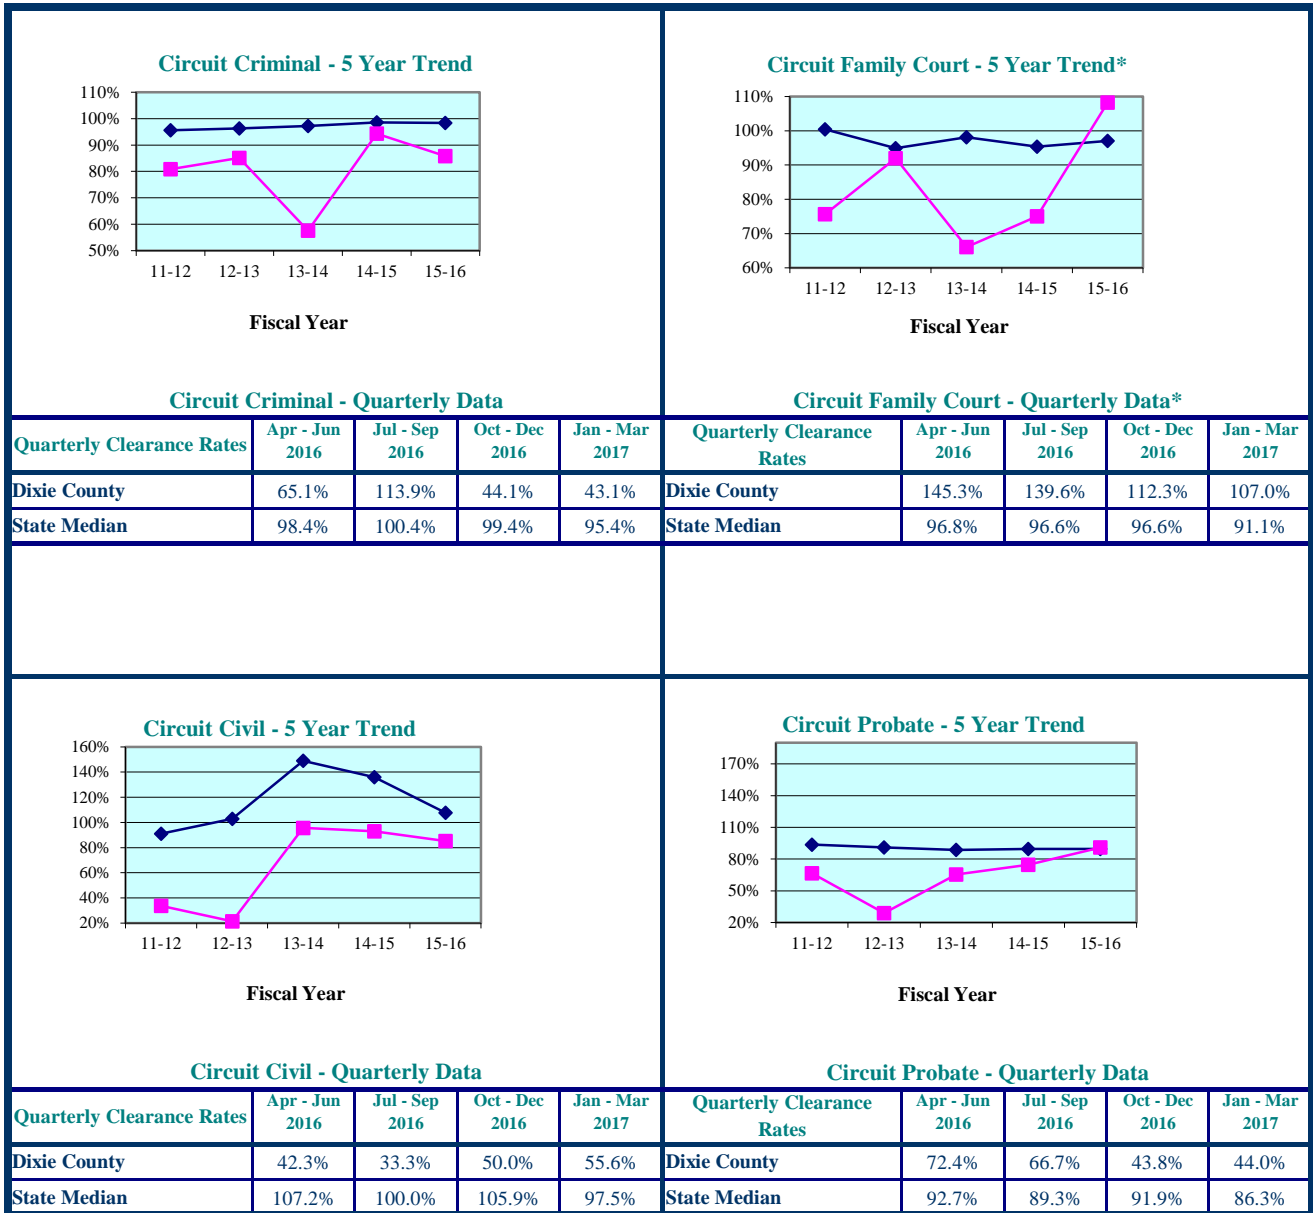 Circuit Criminal - 5 Year Trend
110%
100%
90%
80%
70%
60%
50%
11-12 12-13 13-14 14-15 15-16
Fiscal Year
Circuit Criminal - Quarterly Data
Quarterly Clearance Rates Apr - Jun 2016 Jul - Sep 2016 Oct - Dec 2016 Jan - Mar 2017
Dixie County 65.1% 113.9% 44.1% 43.1%
State Median 98.4% 100.4% 99.4% 95.4%
Circuit Family Court - 5 Year Trend*
110%
100%
90%
80%
70%
60%
11-12 12-13 13-14 14-15 15-16
Fiscal Year
Circuit Family Court - Quarterly Data*
Quarterly Clearance Rates Apr - Jun 2016 Jul - Sep 2016 Oct - Dec 2016 Jan - Mar 2017
Dixie County 145.3% 139.6% 112.3% 107.0%
State Median 96.8% 96.6% 96.6% 91.1%
Circuit Civil - 5 Year Trend
160%
140%
120%
100%
80%
60%
40%
20%
11-12 12-13 13-14 14-15 15-16
Fiscal Year
Circuit Civil - Quarterly Data
Quarterly Clearance Rates Apr - Jun 2016 Jul - Sep 2016 Oct - Dec 2016 Jan - Mar 2017
Dixie County 42.3% 33.3% 50.0% 55.6%
State Median 107.2% 100.0% 105.9% 97.5%
Circuit Probate - 5 Year Trend
170%
140%
110%
80%
50%
20%
11-12 12-13 13-14 14-15 15-16
Fiscal Year
Circuit Probate - Quarterly Data
Quarterly Clearance Rates Apr - Jun 2016 Jul - Sep 2016 Oct - Dec 2016 Jan - Mar 2017
Dixie County 72.4% 66.7% 43.8% 44.0%
State Median 92.7% 89.3% 91.9% 86.3%